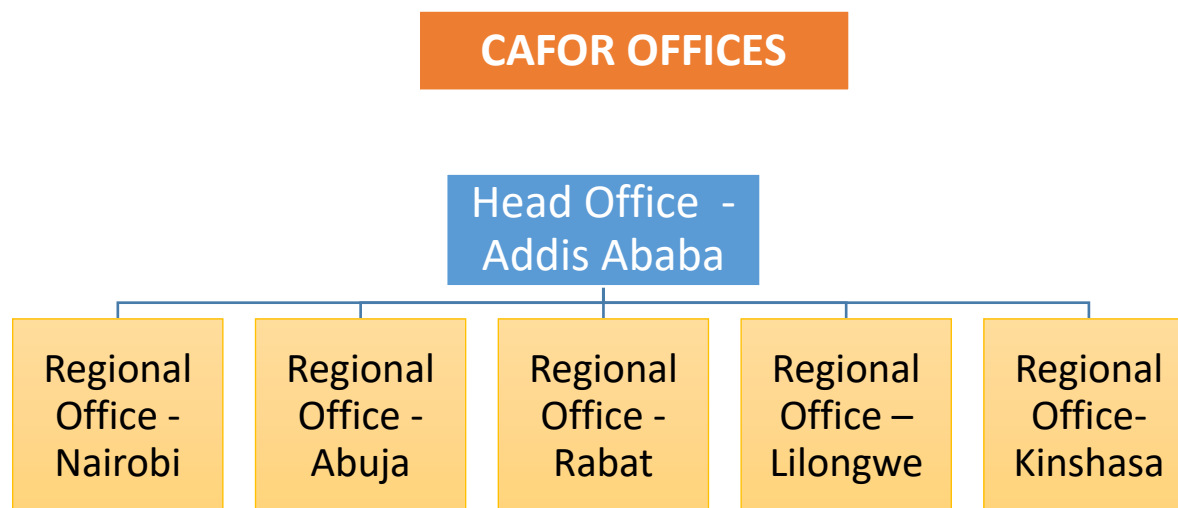 CAFOR OFFICES
Head Office -
Addis Ababa
Regional
Office -
Nairobi
Regional
Office -
Abuja
Regional
Office -
Rabat
Regional
Office –
Lilongwe
Regional
Office-
Kinshasa